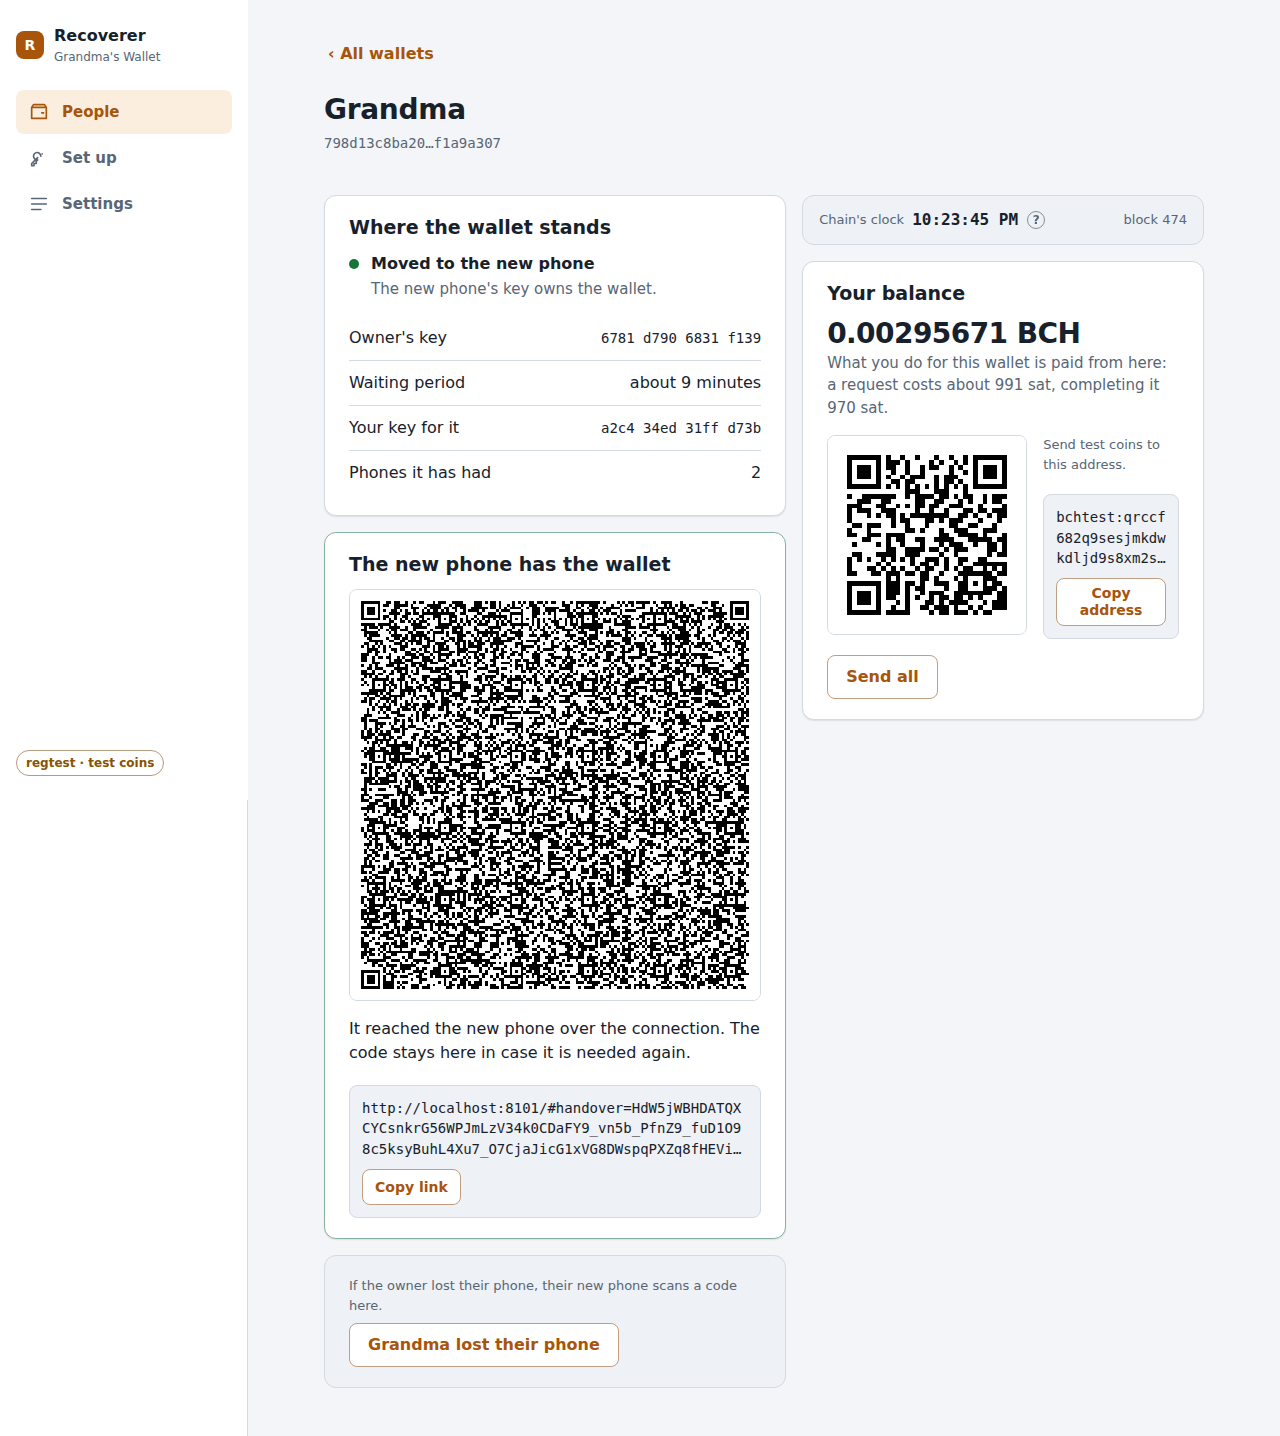 R
Recoverer
Grandma's Wallet
People
Set up
Settings
regtest · test coins
‹ All wallets
Grandma
798d13c8ba20…f1a9a307
Where the wallet stands
Moved to the new phone
The new phone's key owns the wallet.
Owner's key 6781 d790 6831 f139
Waiting period about 9 minutes
Your key for it a2c4 34ed 31ff d73b
Phones it has had 2
The new phone has the wallet
It reached the new phone over the connection. The
code stays here in case it is needed again.
http://localhost:8101/#handover=HdW5jWBHDATQX
CYCsnkrG56WPJmLzV34k0CDaFY9_vn5b_PfnZ9_fuD1O9
8c5ksyBuhL4Xu7_O7CjaJicG1xVG8DWspqPXZq8fHEVi…
Copy link
If the owner lost their phone, their new phone scans a code
here.
Grandma lost their phone
Chain's clock 10:23:45 PM ? block 474
Your balance
0.00295671 BCH
What you do for this wallet is paid from here:
a request costs about 991 sat, completing it
970 sat.
Send test coins to
this address.
bchtest:qrccf
682q9sesjmkdw
kdljd9s8xm2s…
Copy
address
Send all